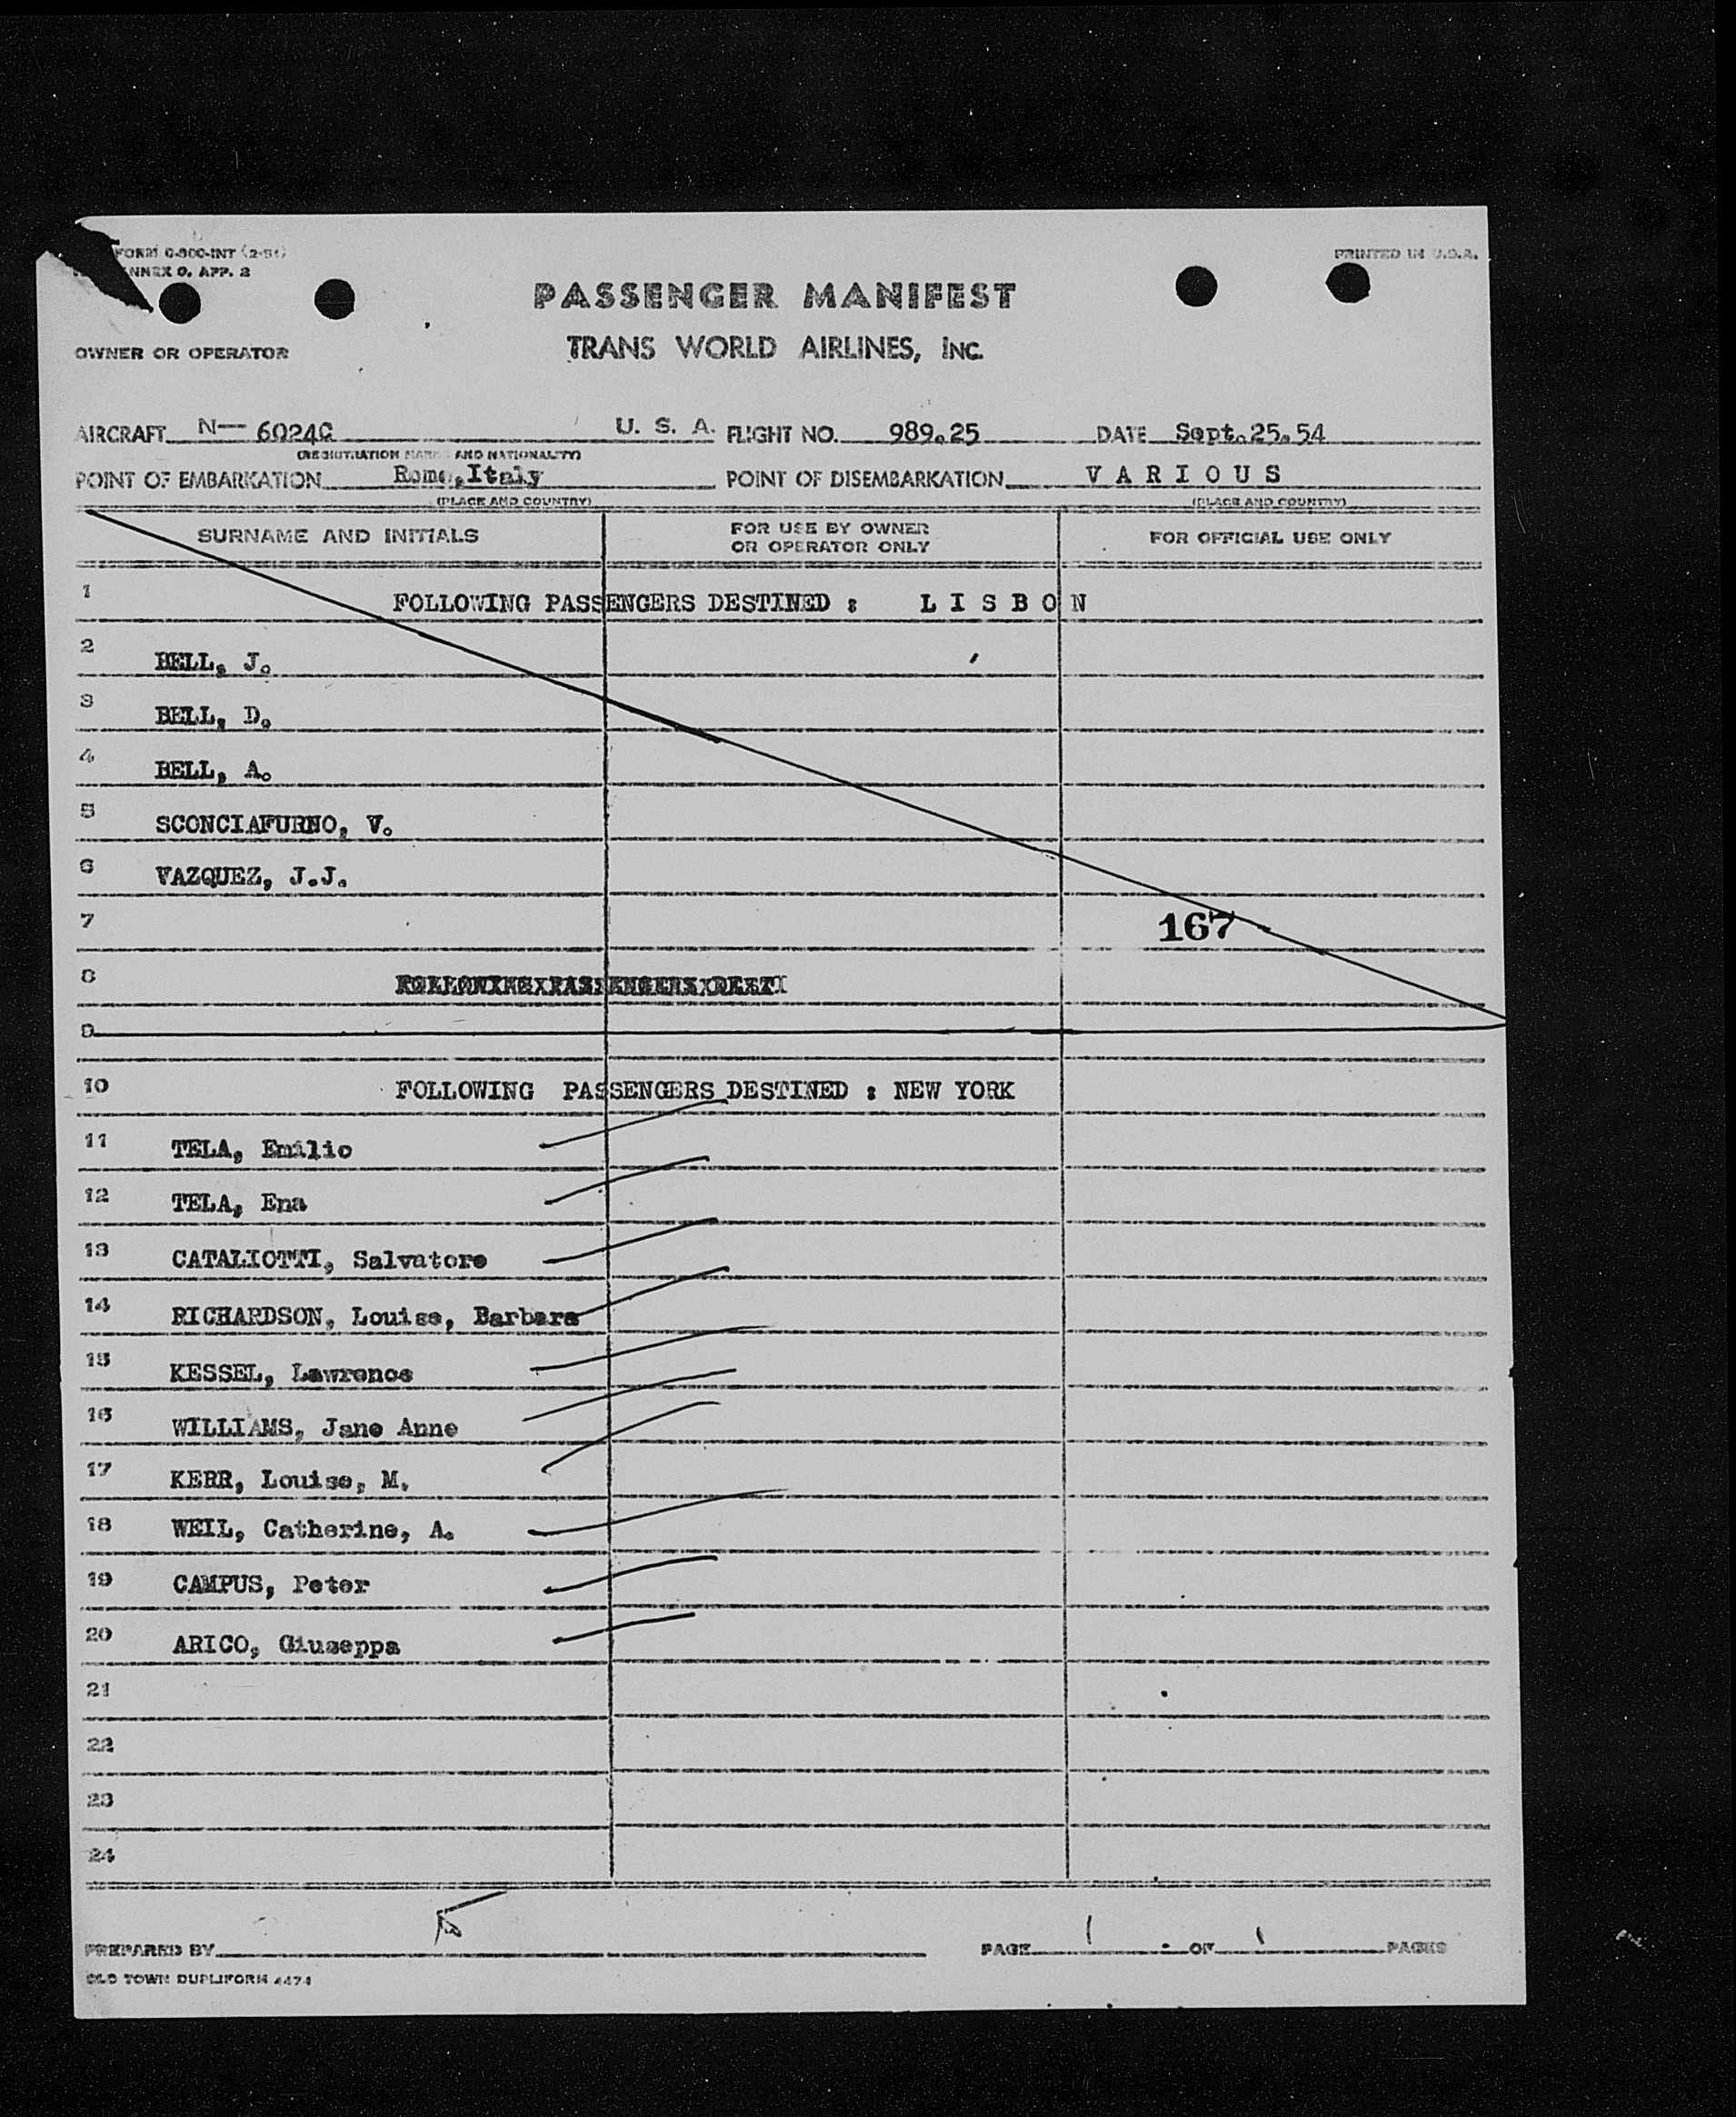 FORM 0-800-INT (2-51)
ANNEX 0, APP. 2
PRINTED IN U.S.A.
PASSENGER MANIFEST
OWNER OR OPERATOR TRANS WORLD AIRLINES, INC.
AIRCRAFT N— 6024C U. S. A. FLIGHT NO. 989.25 DATE Sept.25.54
(REGISTRATION MARKS AND NATIONALITY)
POINT OF EMBARKATION Rome,Italy POINT OF DISEMBARKATION V A R I O U S
(PLACE AND COUNTRY) (PLACE AND COUNTRY)
SURNAME AND INITIALS FOR USE BY OWNER OR OPERATOR ONLY FOR OFFICIAL USE ONLY
1 FOLLOWING PASSENGERS DESTINED : L I S B O N
2 BELL, J.
3 BELL, D.
4 BELL, A.
5 SCONCIAFURNO, V.
6 VAZQUEZ, J.J.
7 167
8
9
10 FOLLOWING PASSENGERS DESTINED : NEW YORK
11 TELA, Emilio
12 TELA, Ena
13 CATALIOTTI, Salvatore
14 RICHARDSON, Louise, Barbara
15 KESSEL, Lawrence
16 WILLIAMS, Jane Anne
17 KERR, Louise, M.
18 WEIL, Catherine, A.
19 CAMPUS, Peter
20 ARICO, Giuseppa
21
22
23
24
PREPARED BY PAGE 1 OF 1 PAGES
OLD TOWN DUPLIFORM 4474